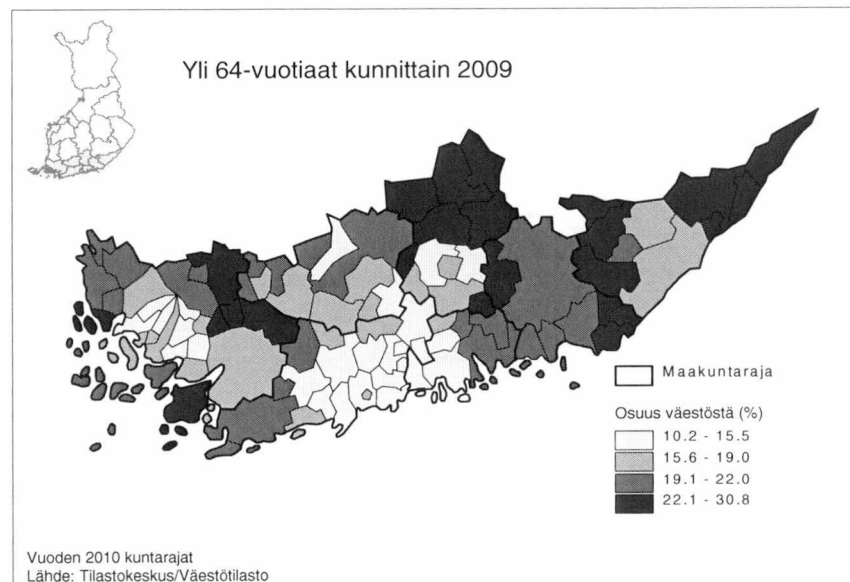 Yli 64-vuotiaat kunnittain 2009
Maakuntaraja
Osuus väestöstä (%)
10.2 - 15.5
15.6 - 19.0
19.1 - 22.0
22.1 - 30.8
Vuoden 2010 kuntarajat
Lähde: Tilastokeskus/Väestötilasto